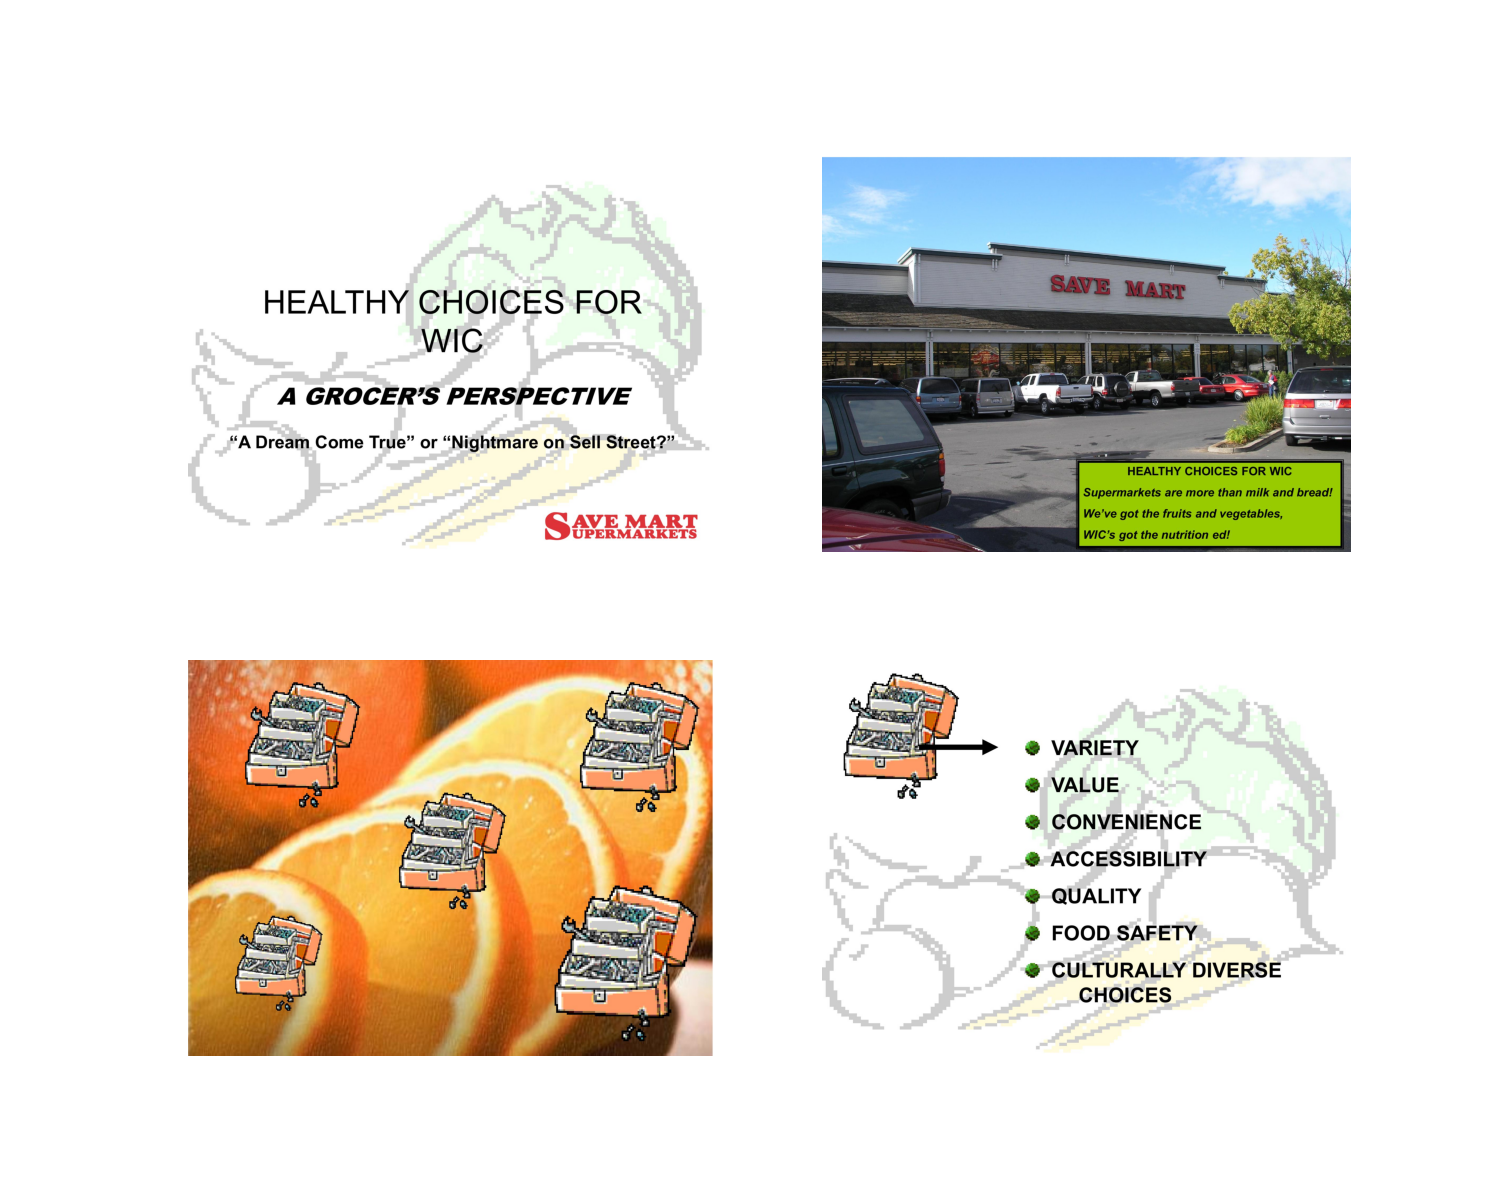 HEALTHY CHOICES FOR
WIC
A GROCER'S PERSPECTIVE
“A Dream Come True” or “Nightmare on Sell Street?”
SAVE MART
SUPERMARKETS
SAVE MART
HEALTHY CHOICES FOR WIC
Supermarkets are more than milk and bread!
We've got the fruits and vegetables,
WIC's got the nutrition ed!
VARIETY
VALUE
CONVENIENCE
ACCESSIBILITY
QUALITY
FOOD SAFETY
CULTURALLY DIVERSE
CHOICES